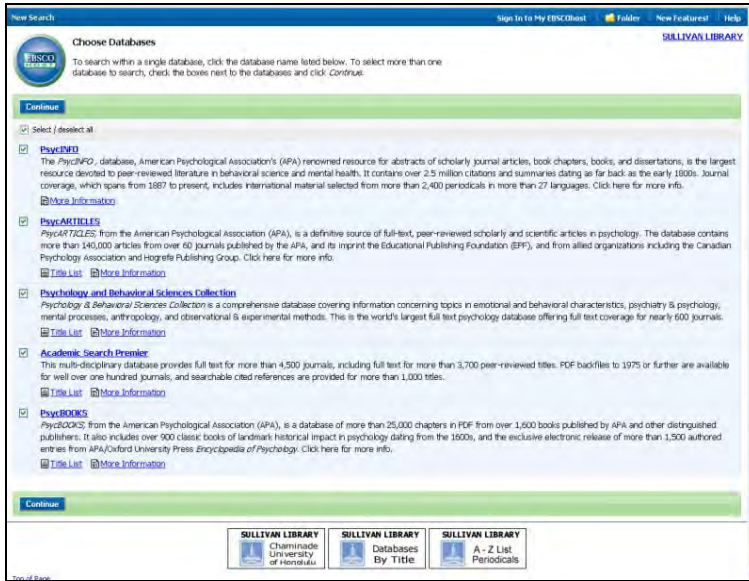 New Search
Sign In to My EBSCOhost
Folder
New Features!
Help
SULLIVAN LIBRARY
EBSCO
HOST
Choose Databases
To search within a single database, click the database name listed below. To select more than one
database to search, check the boxes next to the databases and click Continue.
Continue
Select / deselect all
PsycINFO
The PsycINFO, database, American Psychological Association's (APA) renowned resource for abstracts of scholarly journal articles, book chapters, books, and dissertations, is the largest
resource devoted to peer-reviewed literature in behavioral science and mental health. It contains over 2.5 million citations and summaries dating as far back as the early 1800s. Journal
coverage, which spans from 1887 to present, includes international material selected from more than 2,400 periodicals in more than 27 languages. Click here for more info.
More Information
PsycARTICLES
PsycARTICLES, from the American Psychological Association (APA), is a definitive source of full-text, peer-reviewed scholarly and scientific articles in psychology. The database contains
more than 140,000 articles from over 60 journals published by the APA, and its imprint the Educational Publishing Foundation (EPF), and from allied organizations including the Canadian
Psychology Association and Hogrefe Publishing Group. Click here for more info.
Title List More Information
Psychology and Behavioral Sciences Collection
Psychology & Behavioral Sciences Collection is a comprehensive database covering information concerning topics in emotional and behavioral characteristics, psychiatry & psychology,
mental processes, anthropology, and observational & experimental methods. This is the world's largest full text psychology database offering full text coverage for nearly 600 journals.
Title List More Information
Academic Search Premier
This multi-disciplinary database provides full text for more than 4,500 journals, including full text for more than 3,700 peer-reviewed titles. PDF backfiles to 1975 or further are available
for well over one hundred journals, and searchable cited references are provided for more than 1,000 titles.
Title List More Information
PsycBOOKS
PsycBOOKS, from the American Psychological Association (APA), is a database of more than 25,000 chapters in PDF from over 1,600 books published by APA and other distinguished
publishers. It also includes over 900 classic books of landmark historical impact in psychology dating from the 1600s, and the exclusive electronic release of more than 1,500 authored
entries from APA/Oxford University Press Encyclopedia of Psychology. Click here for more info.
Title List More Information
Continue
SULLIVAN LIBRARY
Chaminade
University
of Honolulu
SULLIVAN LIBRARY
Databases
By Title
SULLIVAN LIBRARY
A - Z List
Periodicals
Top of Page